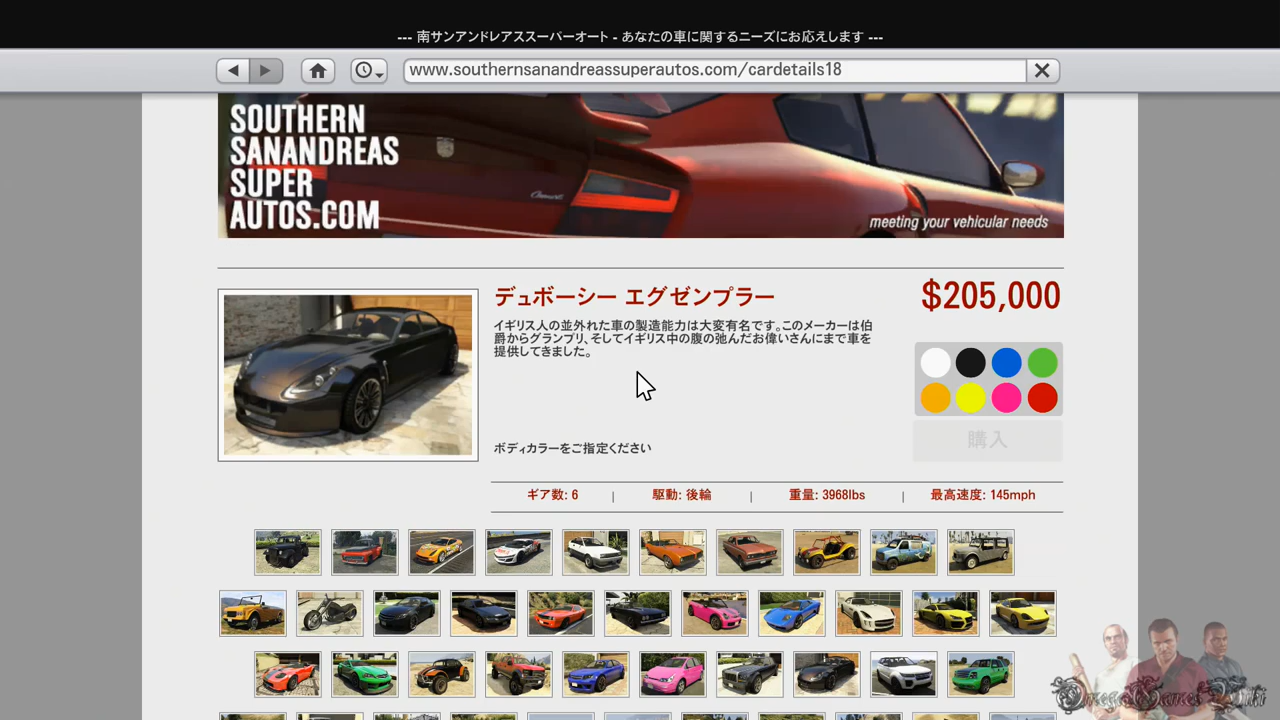 --- 南サンアンドレアススーパーオート - あなたの車に関するニーズにお応えします ---
www.southernsanandreassuperautos.com/cardetails18
SOUTHERN
SANANDREAS
SUPER
AUTOS.COM
meeting your vehicular needs
デュボーシー エグゼンプラー
$205,000
イギリス人の並外れた車の製造能力は大変有名です。このメーカーは伯
爵からグランプリ、そしてイギリス中の腹の弛んだお偉いさんにまで車を
提供してきました。
ボディカラーをご指定ください
購入
ギア数: 6 | 駆動: 後輪 | 重量: 3968lbs | 最高速度: 145mph
Omega Games Wiki